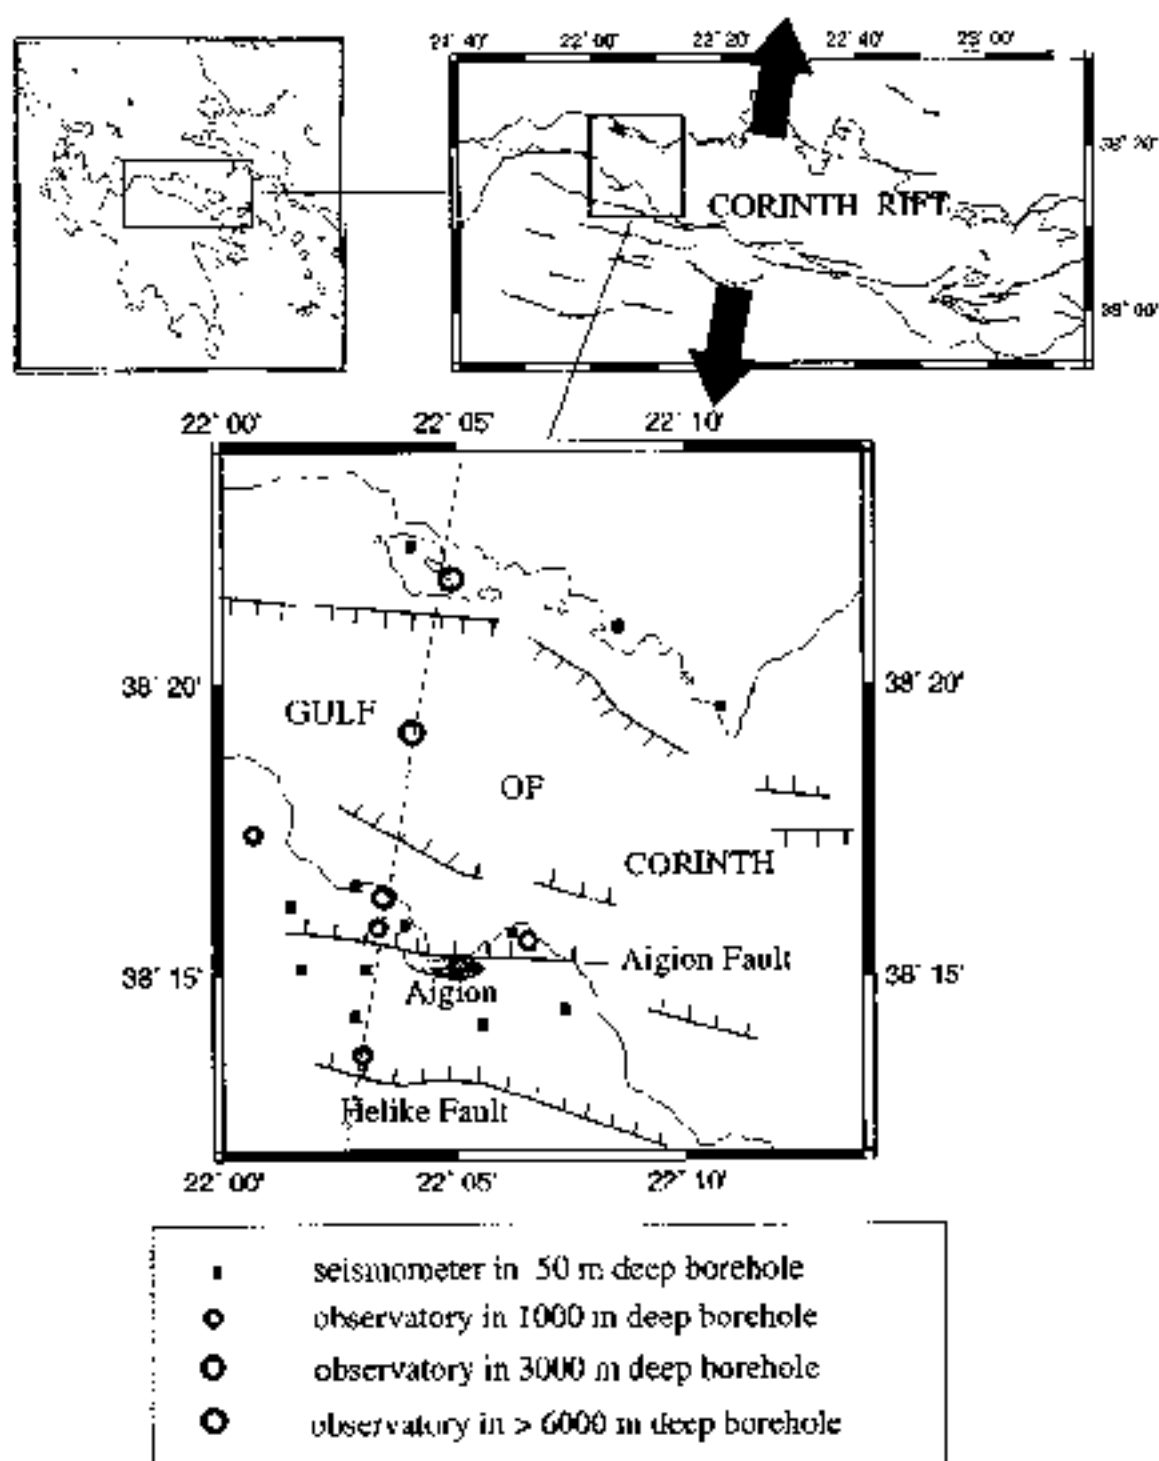 21° 40' 22° 00' 22° 20' 22° 40' 23° 00'
38° 20'
CORINTH RIFT
38° 00'
22° 00' 22° 05' 22° 10'
38° 20' 38° 20'
GULF
OF
CORINTH
Aigion Fault
38° 15' 38° 15'
Aigion
Helike Fault
22° 00' 22° 05' 22° 10'
seismometer in 50 m deep borehole
observatory in 1000 m deep borehole
observatory in 3000 m deep borehole
observatory in > 6000 m deep borehole